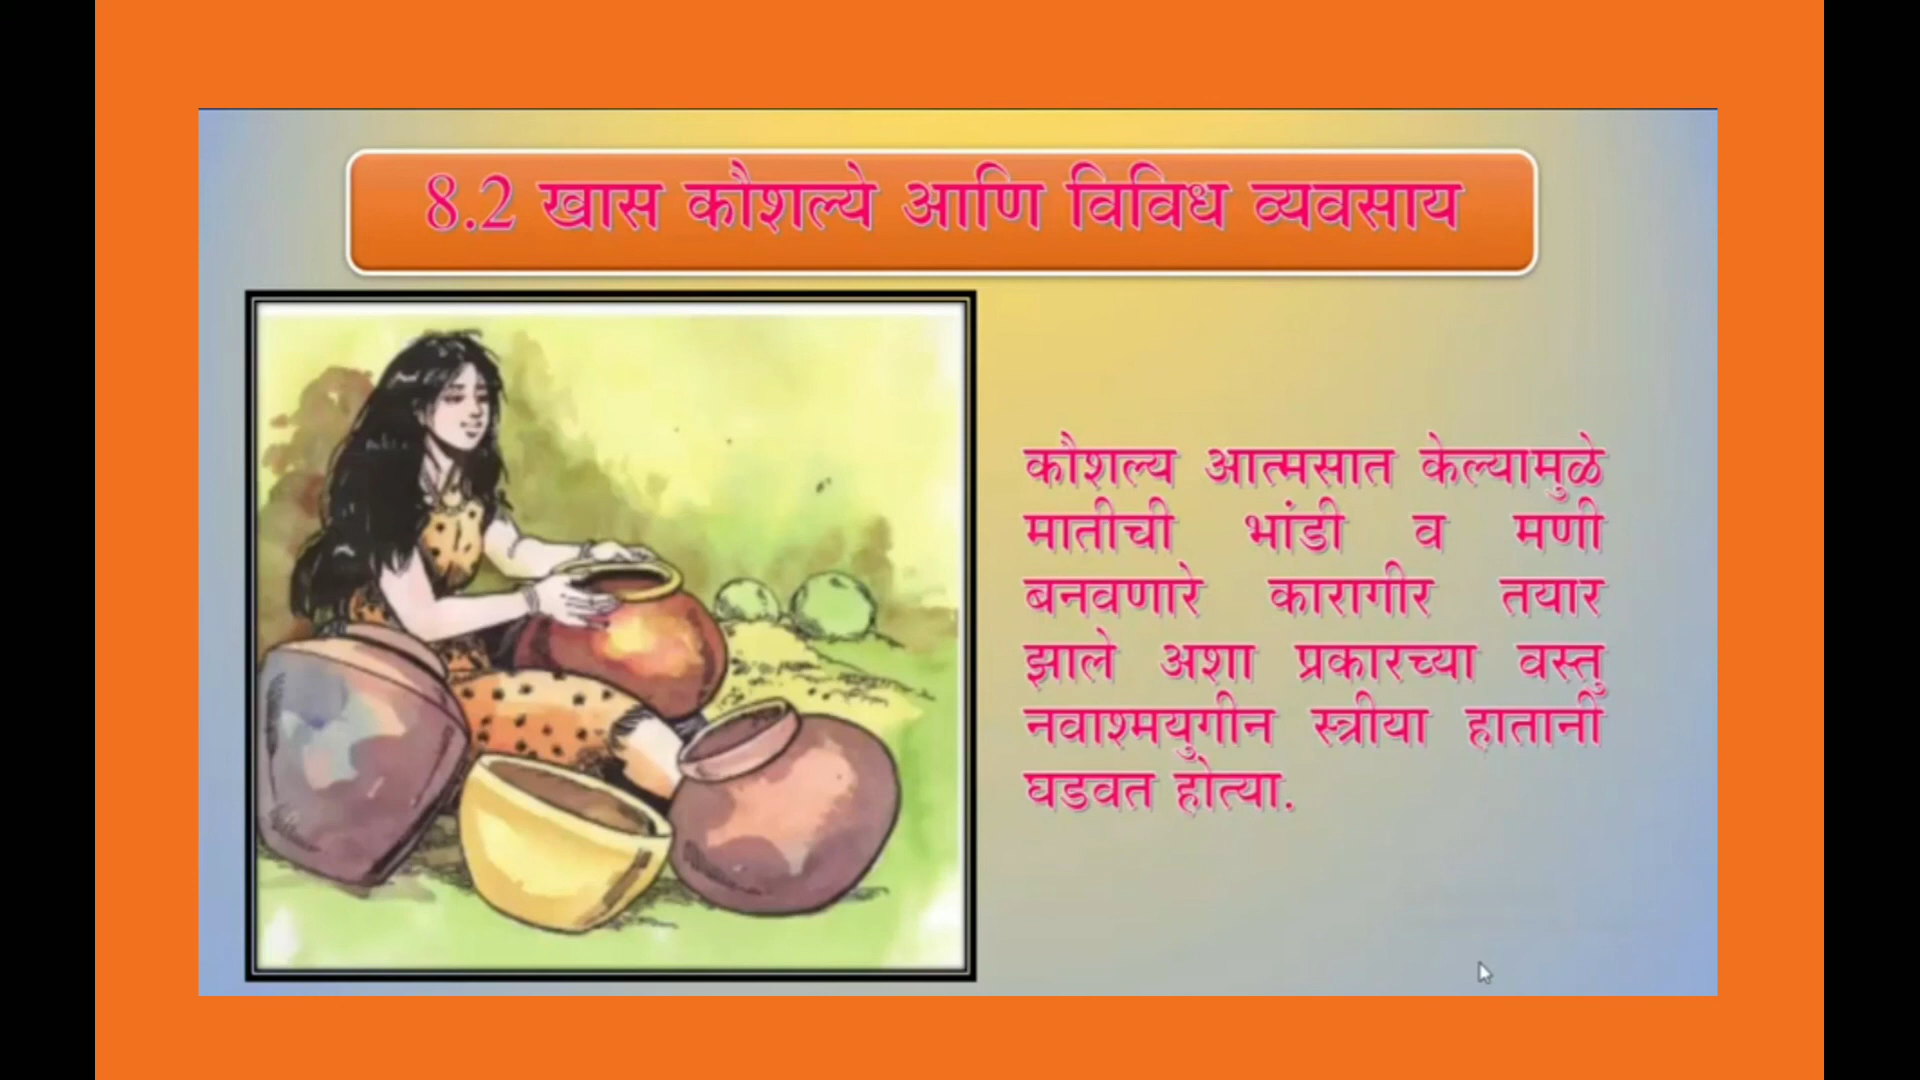 8.2 खास कौशल्ये आणि विविध व्यवसाय
कौशल्य आत्मसात केल्यामुळे
मातीची भांडी व मणी
बनवणारे कारागीर तयार
झाले अशा प्रकारच्या वस्तु
नवाश्मयुगीन स्त्रीया हातानी
घडवत होत्या.